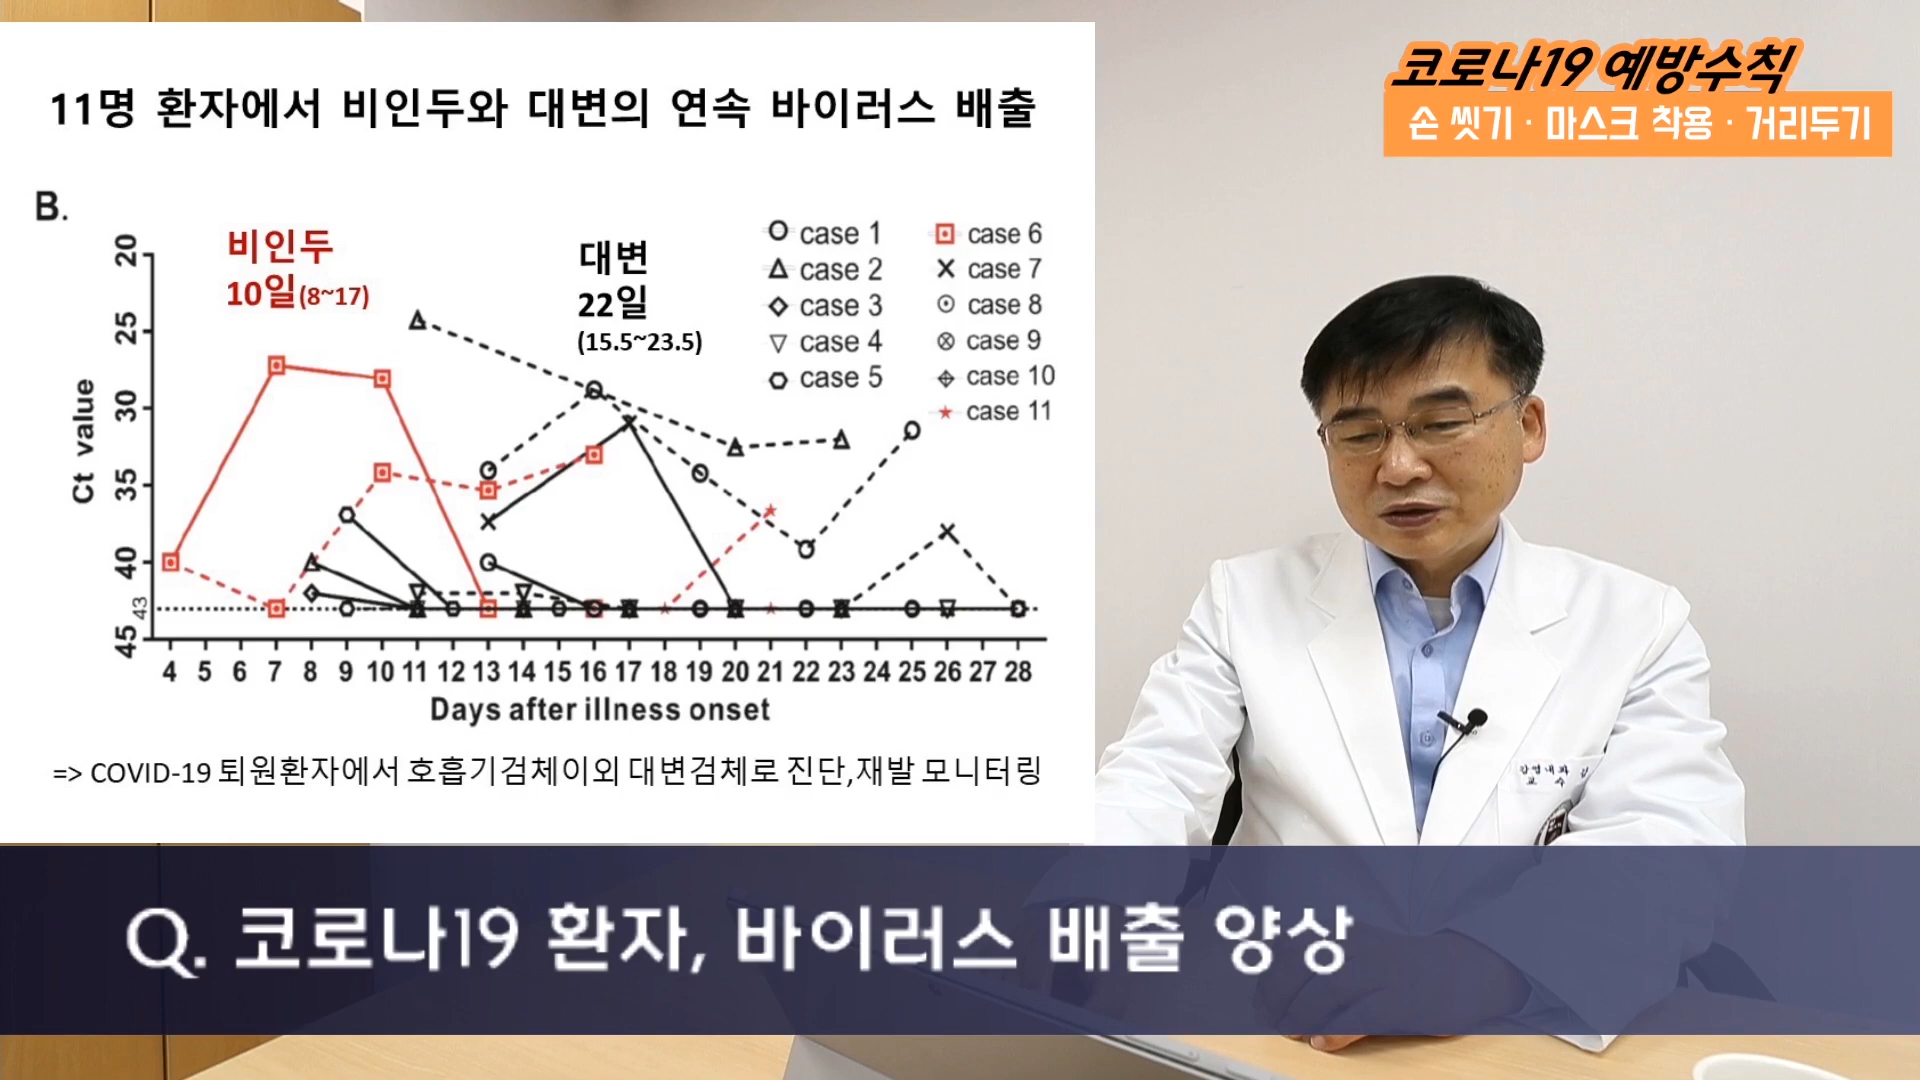 11명 환자에서 비인두와 대변의 연속 바이러스 배출
코로나19 예방수칙
손 씻기 · 마스크 착용 · 거리두기
B.
비인두
10일(8~17)
대변
22일
(15.5~23.5)
case 1
case 2
case 3
case 4
case 5
case 6
case 7
case 8
case 9
case 10
case 11
Ct value
20
25
30
35
40
43
45
4 5 6 7 8 9 10 11 12 13 14 15 16 17 18 19 20 21 22 23 24 25 26 27 28
Days after illness onset
=> COVID-19 퇴원환자에서 호흡기검체이외 대변검체로 진단,재발 모니터링
감염내과 김
교 수
Q. 코로나19 환자, 바이러스 배출 양상